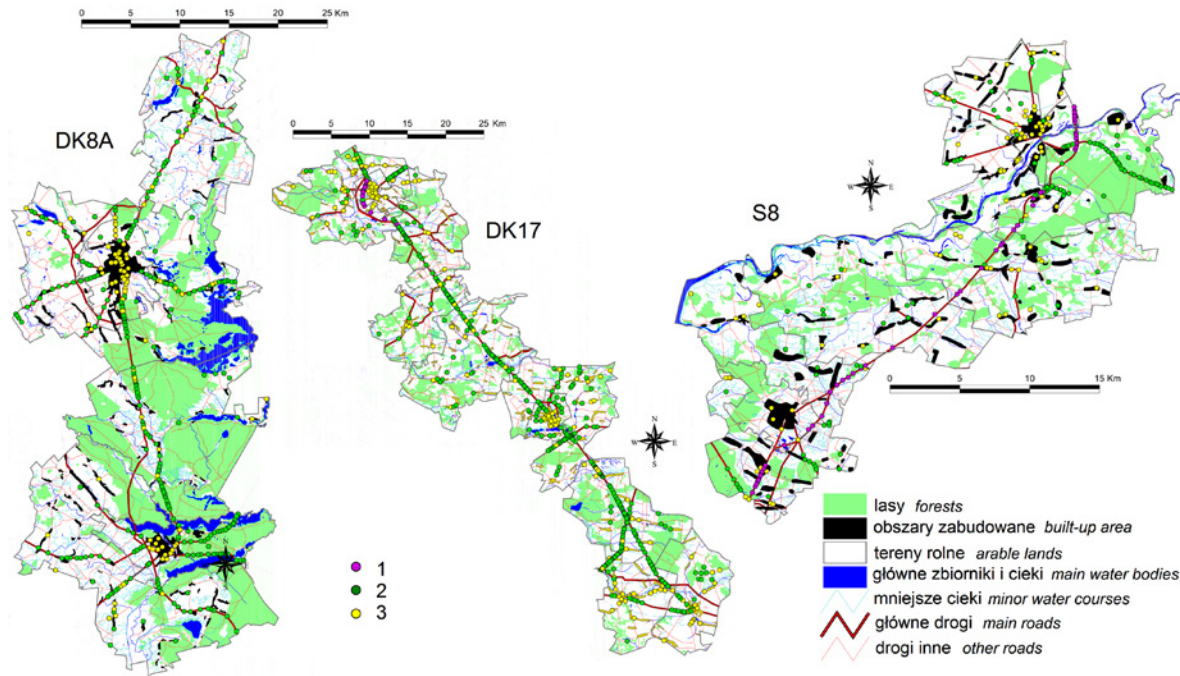 0 5 10 15 20 25 Km
DK8A
0 5 10 15 20 25 Km
DK17
N
W E
S
S8
N
W E
S
0 5 10 15 Km
N
1
2
3
lasy forests
obszary zabudowane built-up area
tereny rolne arable lands
główne zbiorniki i cieki main water bodies
mniejsze cieki minor water courses
główne drogi main roads
drogi inne other roads